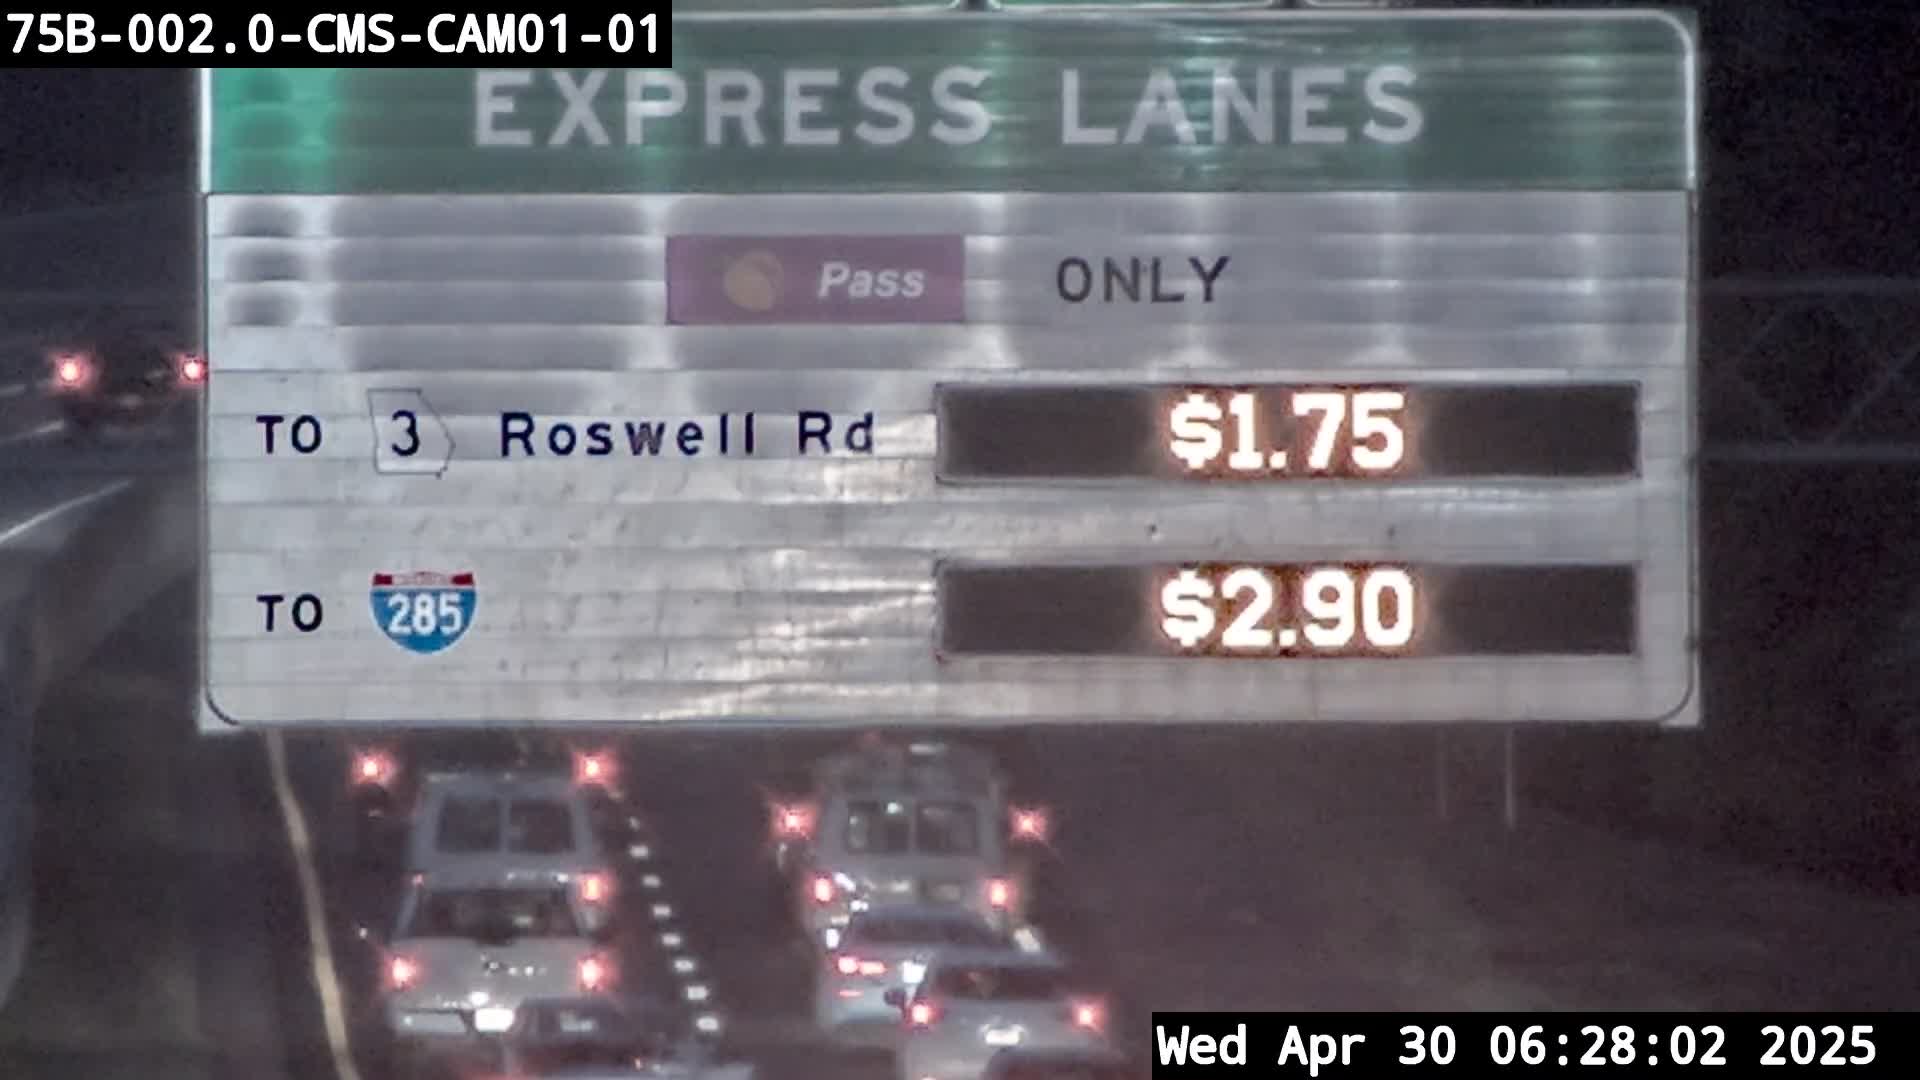 75B-002.0-CMS-CAM01-01
EXPRESS LANES
Pass ONLY
TO 3 Roswell Rd $1.75
TO 285 $2.90
Wed Apr 30 06:28:02 2025